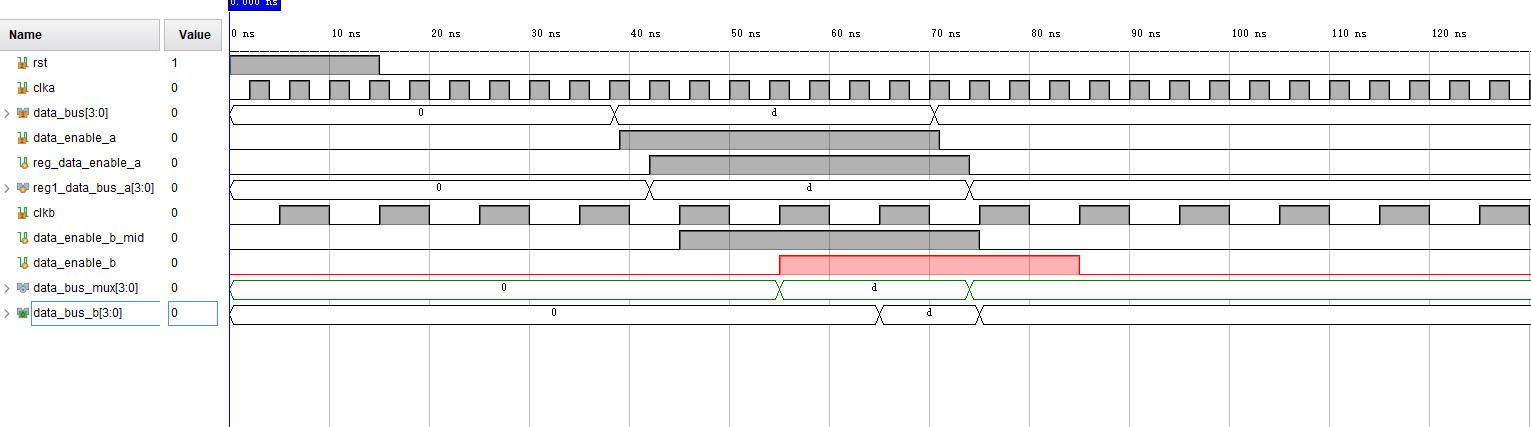 0.000 ns
Name Value 0 ns 10 ns 20 ns 30 ns 40 ns 50 ns 60 ns 70 ns 80 ns 90 ns 100 ns 110 ns 120 ns
rst 1
clka 0
data_bus[3:0] 0 0 d
data_enable_a 0
reg_data_enable_a 0
reg1_data_bus_a[3:0] 0 0 d
clkb 0
data_enable_b_mid 0
data_enable_b 0
data_bus_mux[3:0] 0 0 d
data_bus_b[3:0] 0 0 d